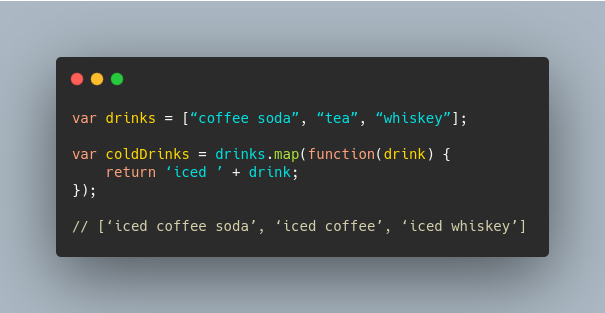 var drinks = [“coffee soda”, “tea”, “whiskey”];
var coldDrinks = drinks.map(function(drink) {
    return ‘iced ’ + drink;
});
// [‘iced coffee soda’, ‘iced coffee’, ‘iced whiskey’]